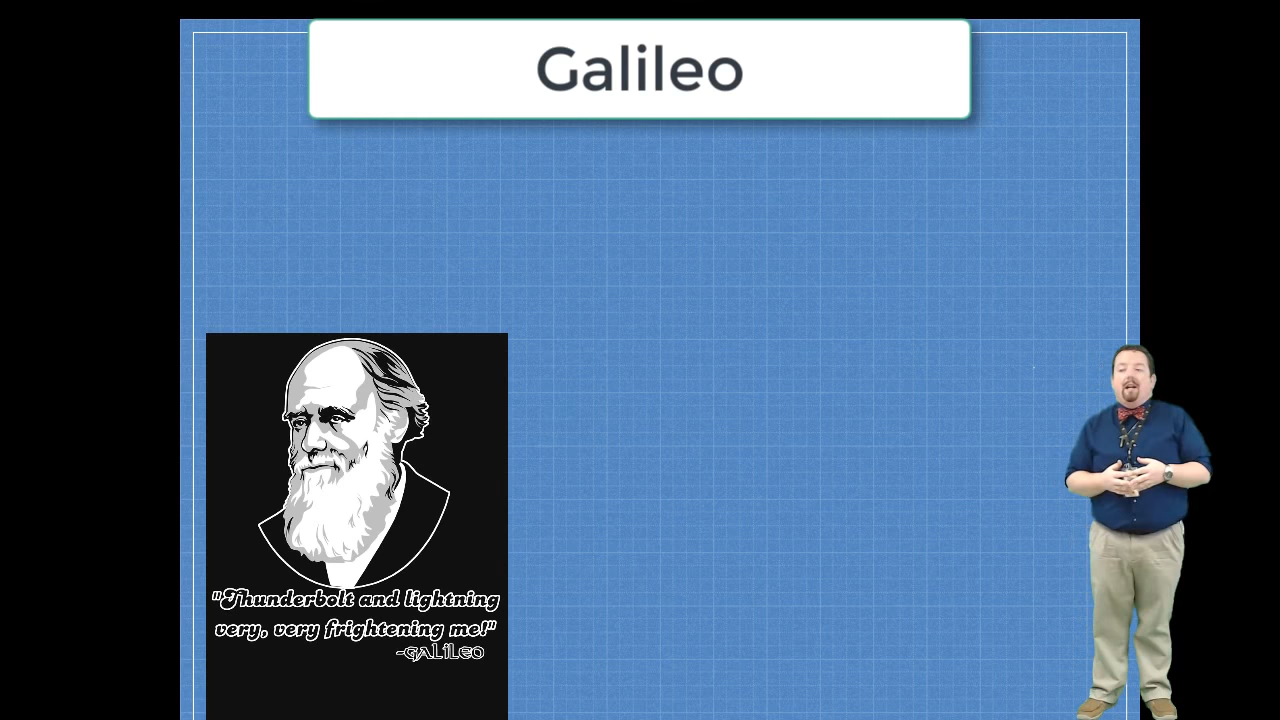 Galileo
"Thunderbolt and lightning
very, very frightening me!"
-GALILEO